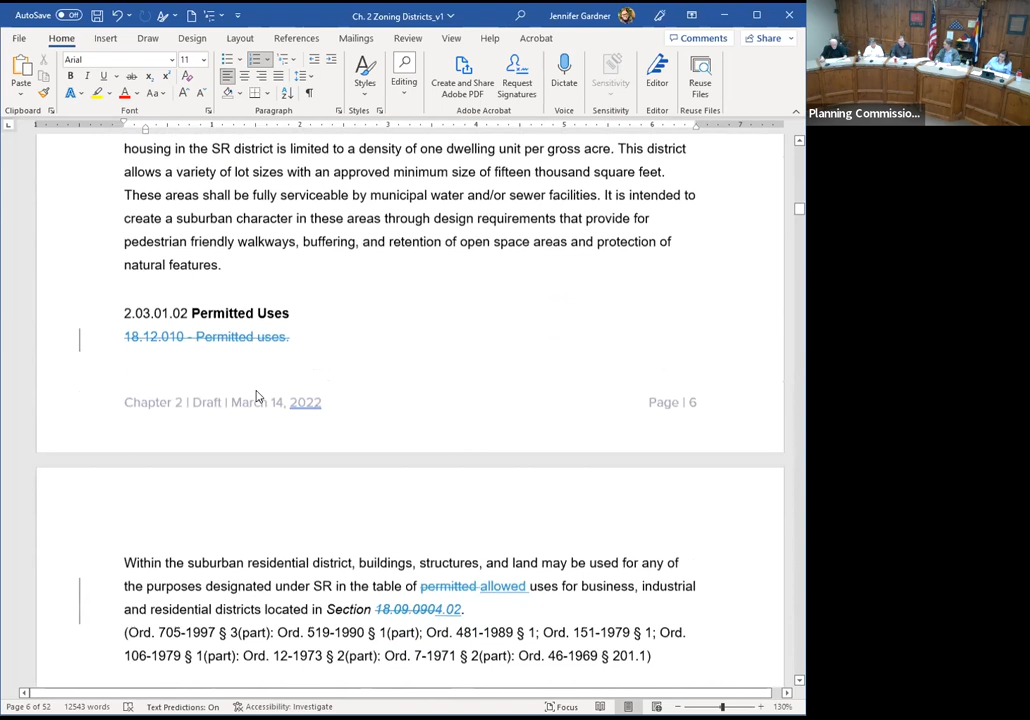 AutoSave Off
Ch. 2 Zoning Districts_v1
Jennifer Gardner
File Home Insert Draw Design Layout References Mailings Review View Help Acrobat
Comments Share
Arial 11
Paste
Styles
Editing
Create and Share Adobe PDF
Request Signatures
Dictate
Sensitivity
Editor
Reuse Files
Clipboard Font Paragraph Styles Adobe Acrobat Voice Sensitivity Editor Reuse Files
Planning Commissio...
1 1 2 3 4 5 6 7
housing in the SR district is limited to a density of one dwelling unit per gross acre. This district
allows a variety of lot sizes with an approved minimum size of fifteen thousand square feet.
These areas shall be fully serviceable by municipal water and/or sewer facilities. It is intended to
create a suburban character in these areas through design requirements that provide for
pedestrian friendly walkways, buffering, and retention of open space areas and protection of
natural features.
2.03.01.02 Permitted Uses
18.12.010 - Permitted uses.
Chapter 2 | Draft | March 14, 2022 Page | 6
Within the suburban residential district, buildings, structures, and land may be used for any of
the purposes designated under SR in the table of permitted allowed uses for business, industrial
and residential districts located in Section 18.09.0904.02.
(Ord. 705-1997 § 3(part): Ord. 519-1990 § 1(part); Ord. 481-1989 § 1; Ord. 151-1979 § 1; Ord.
106-1979 § 1(part): Ord. 12-1973 § 2(part): Ord. 7-1971 § 2(part): Ord. 46-1969 § 201.1)
Page 6 of 52 12543 words Text Predictions: On Accessibility: Investigate Focus 130%